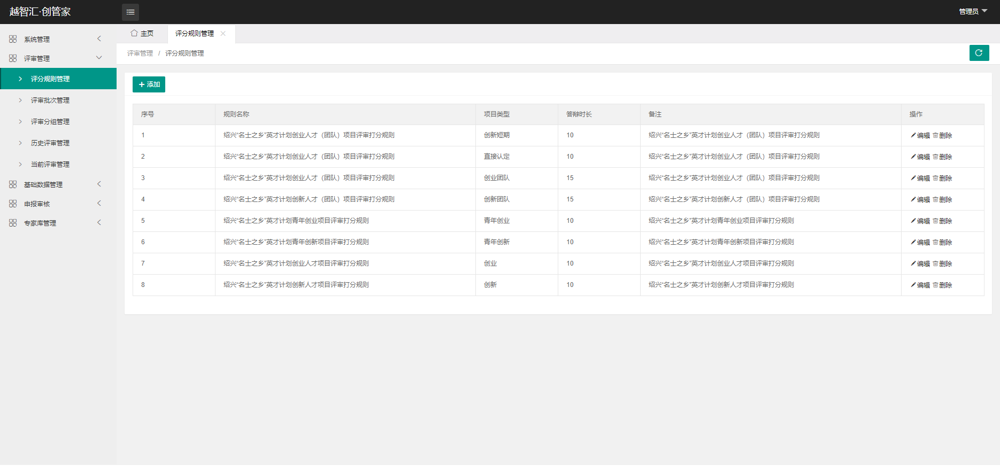 越智汇·创管家
管理员
系统管理
评审管理
评分规则管理
评审批次管理
评审分组管理
历史评审管理
当前评审管理
基础数据管理
申报审核
专家库管理
主页 评分规则管理
评审管理 / 评分规则管理
添加
序号 规则名称 项目类型 答辩时长 备注 操作
1 绍兴“名士之乡”英才计划创业人才（团队）项目评审打分规则 创新短期 10 绍兴“名士之乡”英才计划创业人才（团队）项目评审打分规则 编辑 删除
2 绍兴“名士之乡”英才计划创业人才（团队）项目评审打分规则 直接认定 10 绍兴“名士之乡”英才计划创业人才（团队）项目评审打分规则 编辑 删除
3 绍兴“名士之乡”英才计划创业人才（团队）项目评审打分规则 创业团队 15 绍兴“名士之乡”英才计划创业人才（团队）项目评审打分规则 编辑 删除
4 绍兴“名士之乡”英才计划创新人才（团队）项目评审打分规则 创新团队 15 绍兴“名士之乡”英才计划创新人才（团队）项目评审打分规则 编辑 删除
5 绍兴“名士之乡”英才计划青年创业项目评审打分规则 青年创业 10 绍兴“名士之乡”英才计划青年创业项目评审打分规则 编辑 删除
6 绍兴“名士之乡”英才计划青年创新项目评审打分规则 青年创新 10 绍兴“名士之乡”英才计划青年创新项目评审打分规则 编辑 删除
7 绍兴“名士之乡”英才计划创业人才项目评审打分规则 创业 10 绍兴“名士之乡”英才计划创业人才项目评审打分规则 编辑 删除
8 绍兴“名士之乡”英才计划创新人才项目评审打分规则 创新 10 绍兴“名士之乡”英才计划创新人才项目评审打分规则 编辑 删除